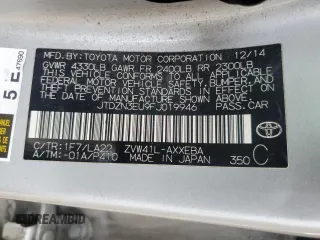 MFD. BY: TOYOTA MOTOR CORPORATION 12/14
GVWR 4330LB GAWR FR 2400LB RR 2300LB
THIS VEHICLE CONFORMS TO ALL APPLICABLE
FEDERAL MOTOR VEHICLE SAFETY, BUMPER, AND
THEFT PREVENTION STANDARDS IN EFFECT ON
THE DATE OF MANUFACTURE SHOWN ABOVE.
JTDZN3EU9FJ019946 PASS.CAR
C/TR:1F7/LA22 ZVW41L-AXXEBA
A/TM:-01A/P410 MADE IN JAPAN 350 C
5 E
47690